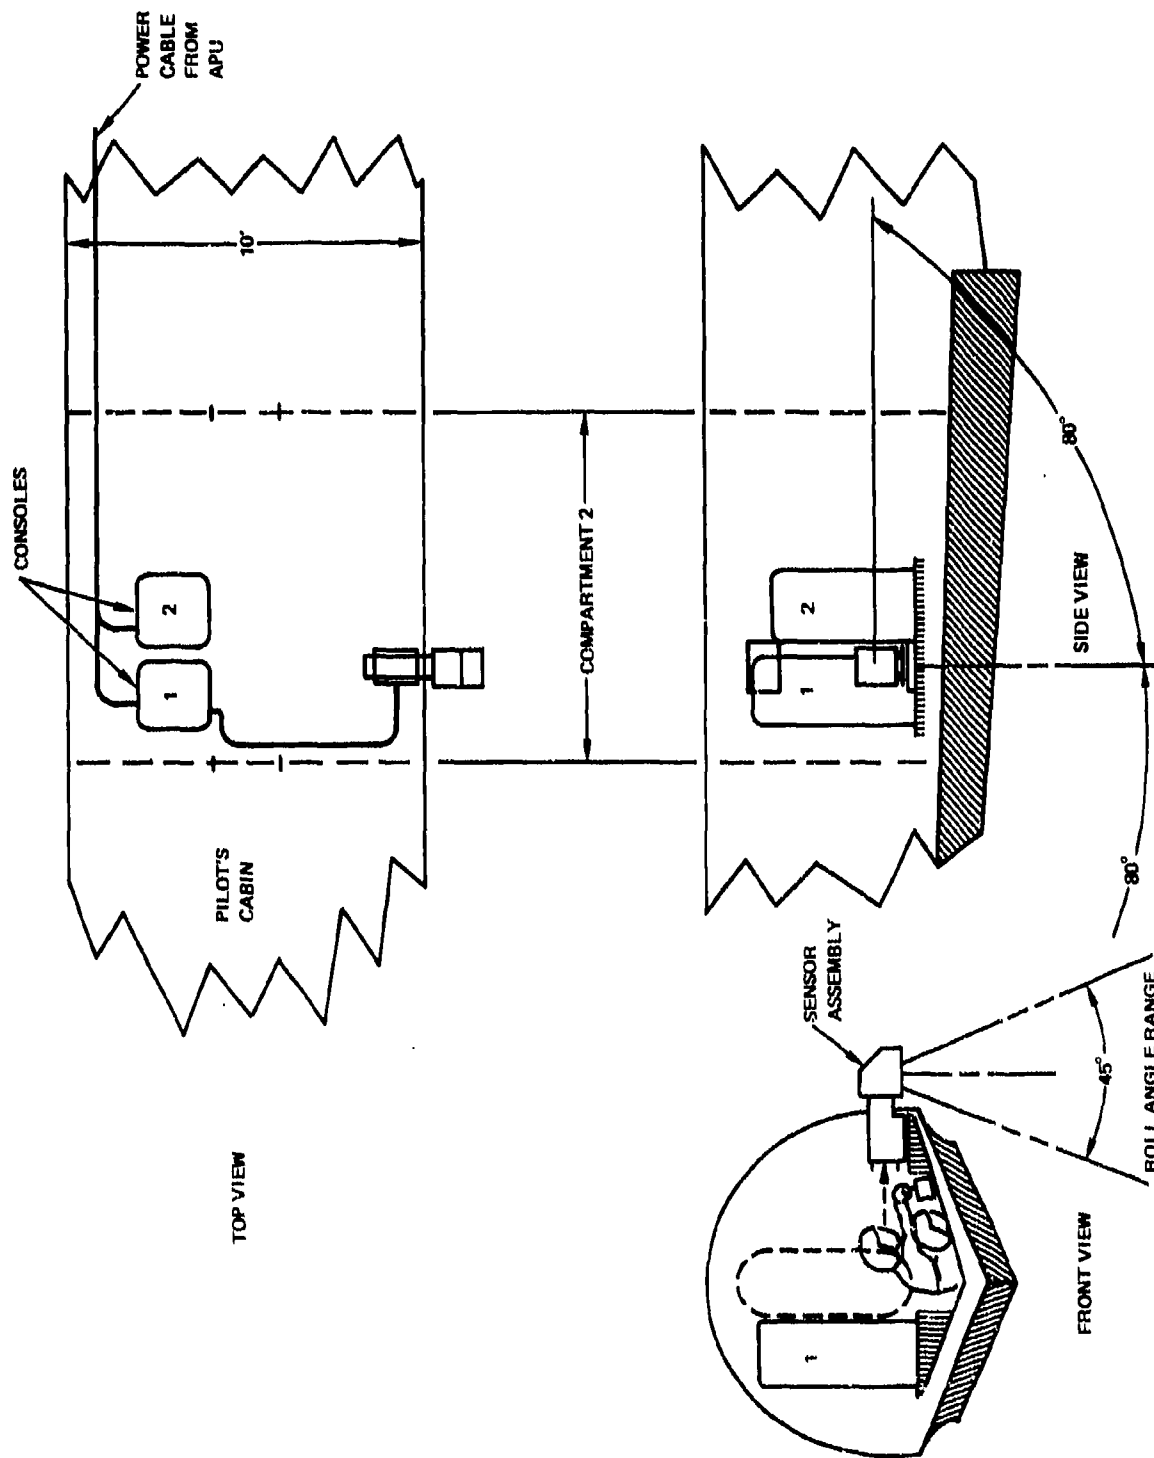 POWER
CABLE
FROM
APU
CONSOLES
10'
2
1
PILOT'S
CABIN
TOP VIEW
COMPARTMENT 2
2
1
80°
SIDE VIEW
80°
SENSOR
ASSEMBLY
45°
ROLL ANGLE RANGE
1
FRONT VIEW